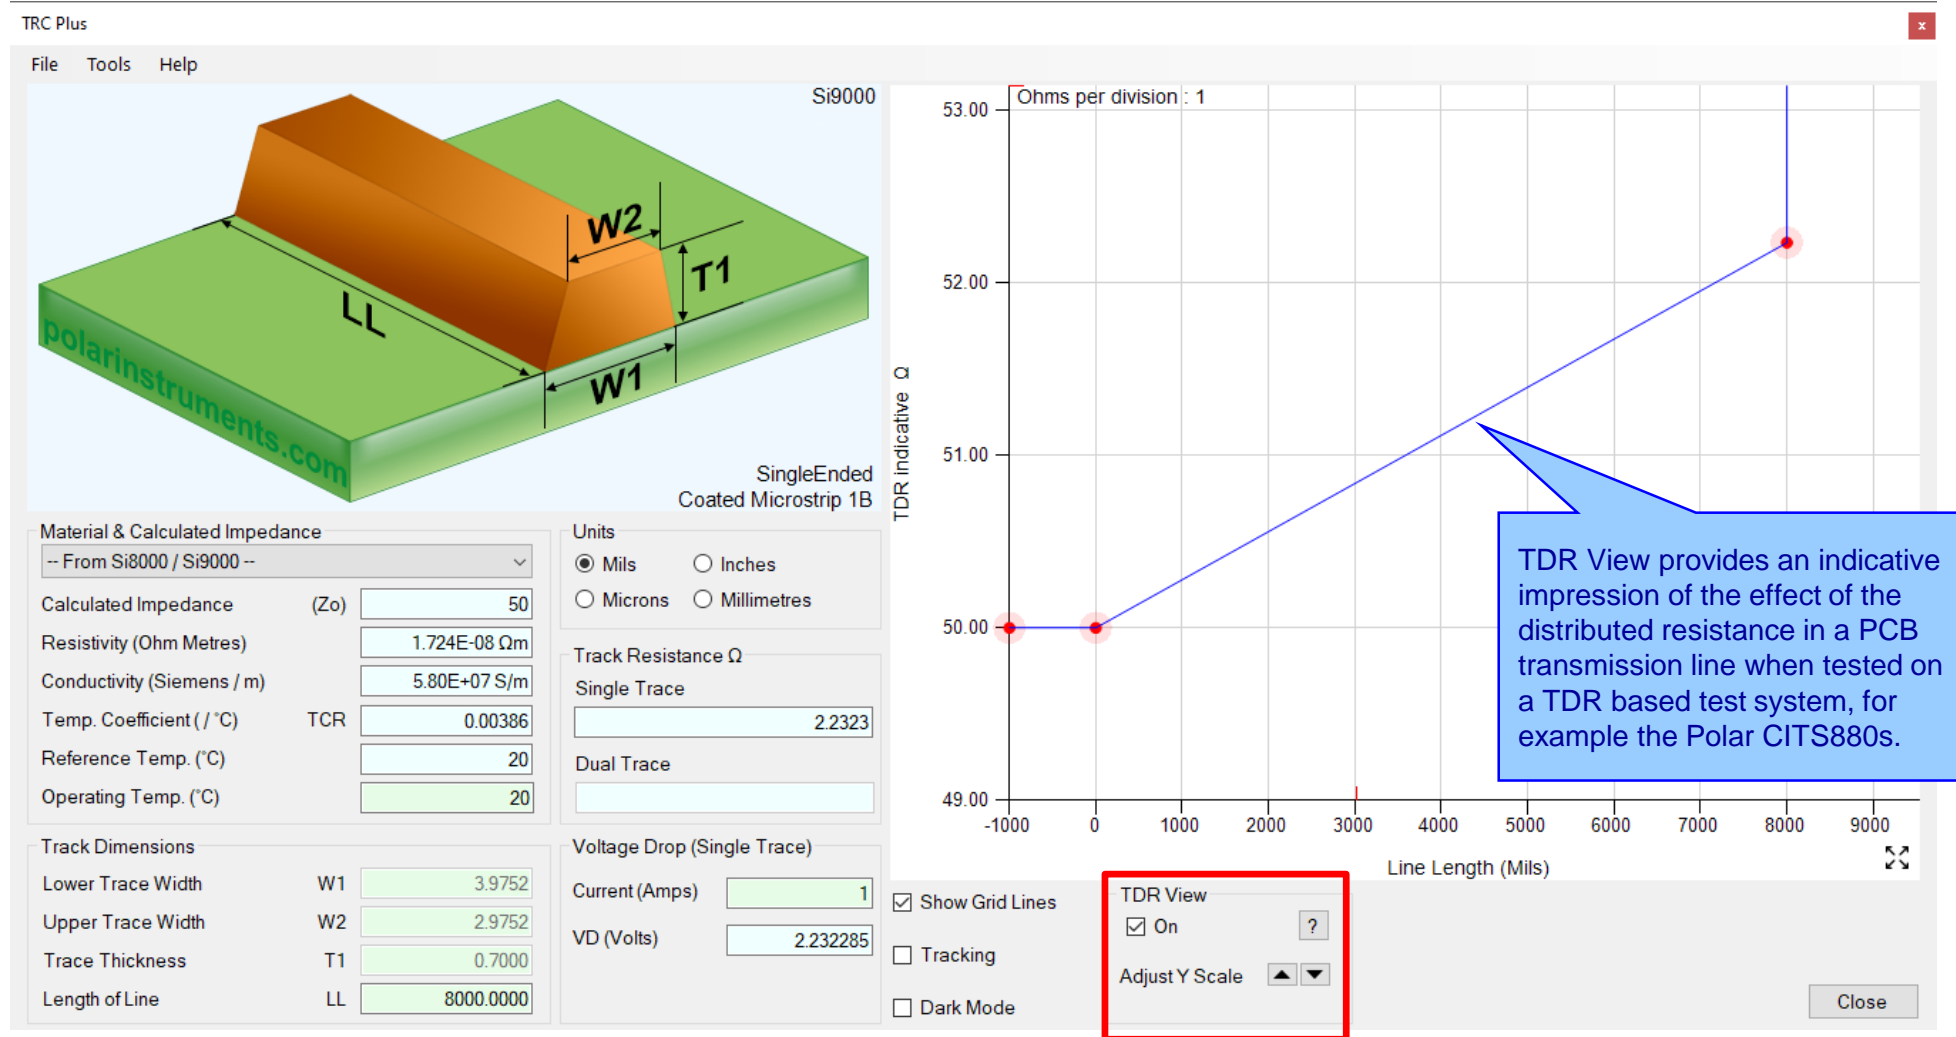 TRC Plus
x
File Tools Help
Si9000
W2
T1
LL
W1
polarinstruments.com
SingleEnded
Coated Microstrip 1B
Material & Calculated Impedance
-- From Si8000 / Si9000 --
Calculated Impedance (Zo) 50
Resistivity (Ohm Metres) 1.724E-08 Ωm
Conductivity (Siemens / m) 5.80E+07 S/m
Temp. Coefficient ( / °C) TCR 0.00386
Reference Temp. (°C) 20
Operating Temp. (°C) 20
Track Dimensions
Lower Trace Width W1 3.9752
Upper Trace Width W2 2.9752
Trace Thickness T1 0.7000
Length of Line LL 8000.0000
Units
Mils Inches
Microns Millimetres
Track Resistance Ω
Single Trace
2.2323
Dual Trace
Voltage Drop (Single Trace)
Current (Amps) 1
VD (Volts) 2.232285
Ohms per division : 1
53.00
52.00
51.00
50.00
49.00
TDR indicative Ω
-1000 0 1000 2000 3000 4000 5000 6000 7000 8000 9000
Line Length (Mils)
TDR View provides an indicative
impression of the effect of the
distributed resistance in a PCB
transmission line when tested on
a TDR based test system, for
example the Polar CITS880s.
Show Grid Lines
Tracking
Dark Mode
TDR View
On ?
Adjust Y Scale
Close